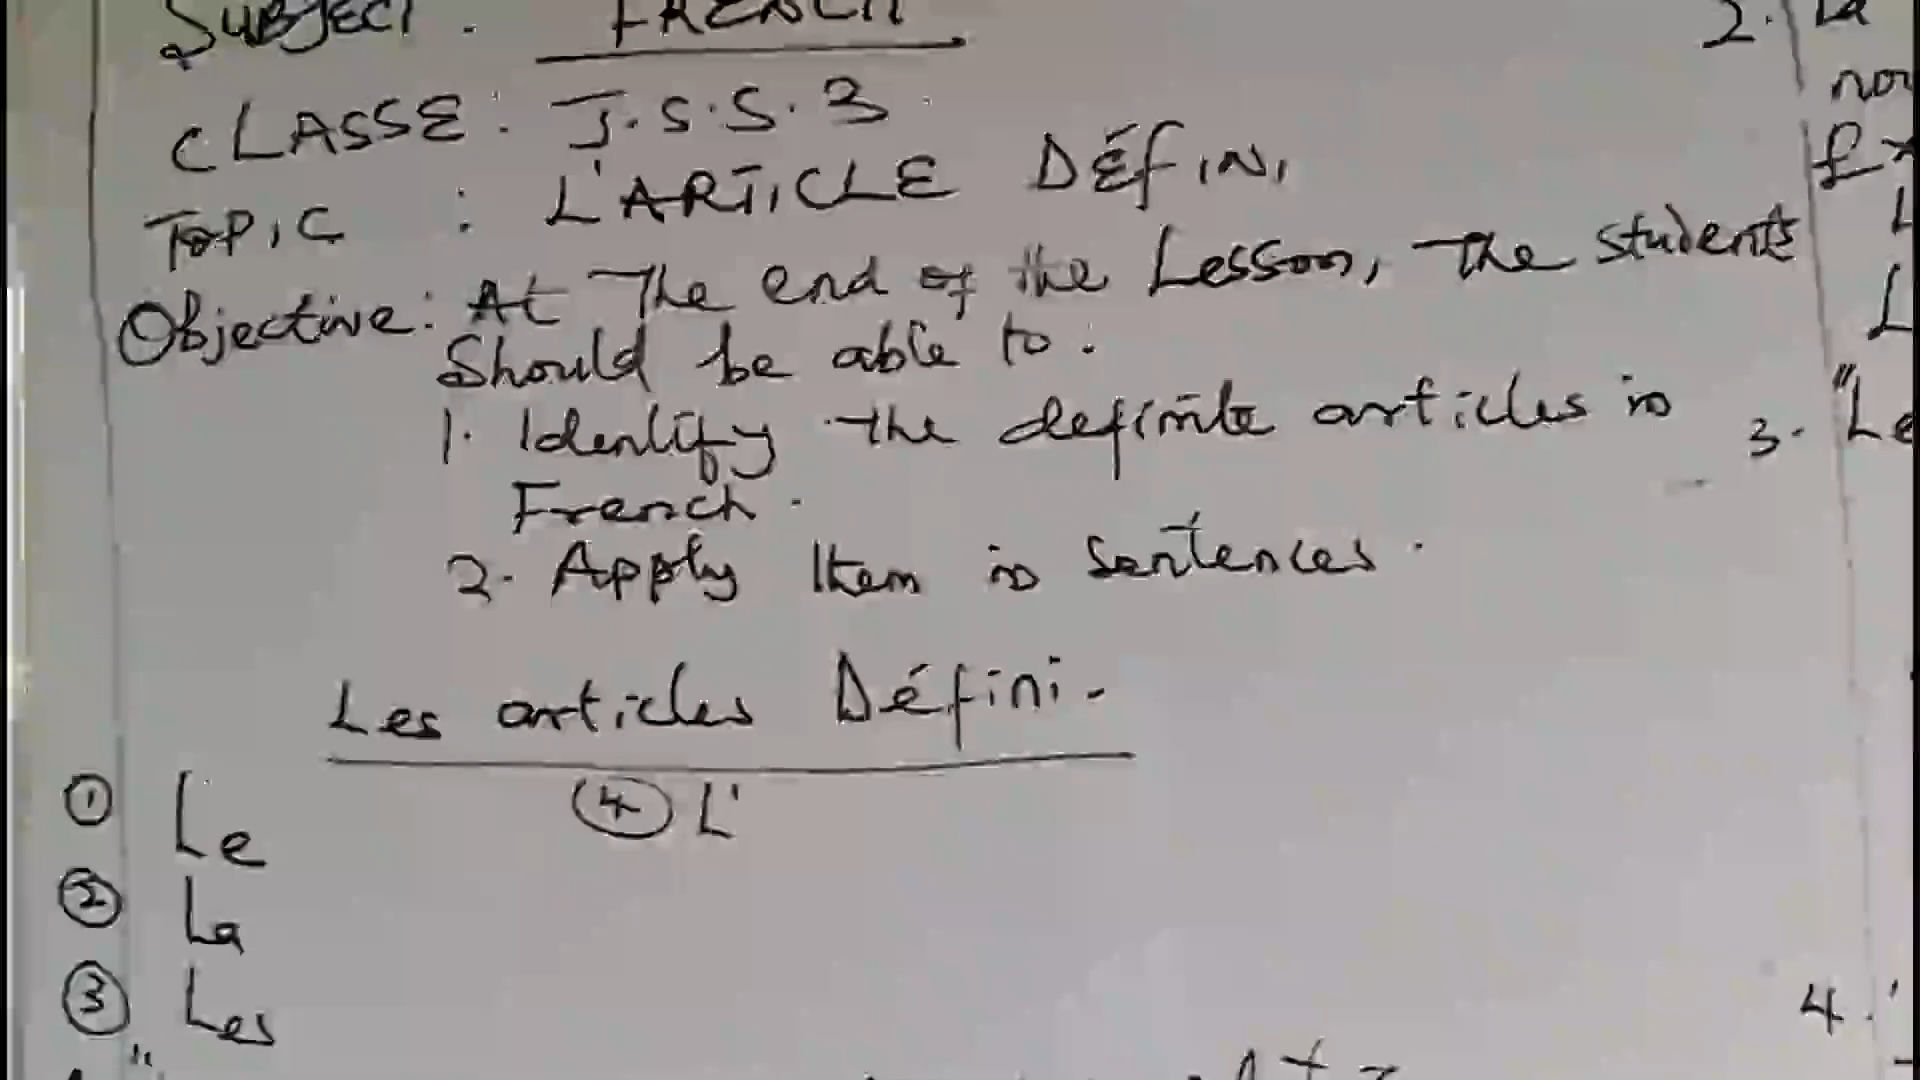 SUBJECT : FRENCH
CLASSE : J.S.S.3
TOPIC : L'ARTICLE DÉFINI
Objective: At The end of the Lesson, The students
Should be able to:
1. Identify the definite articles in
French.
2. Apply them in Sentences.
Les articles Défini.
① Le
④ L'
② La
③ Les
2. La
3. "Le
4.